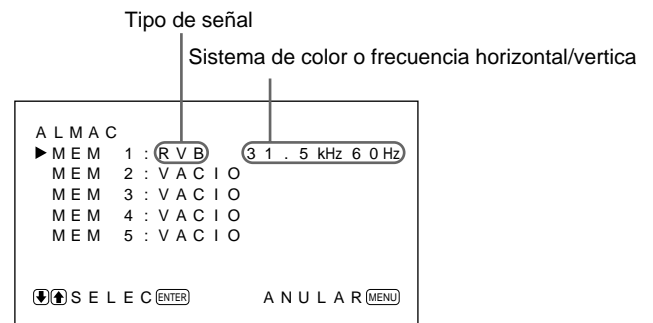 Tipo de señal
Sistema de color o frecuencia horizontal/vertica
ALMAC
▶MEM 1:RVB 31.5 kHz 60Hz
MEM 2:VACIO
MEM 3:VACIO
MEM 4:VACIO
MEM 5:VACIO
SELEC ENTER ANULAR MENU